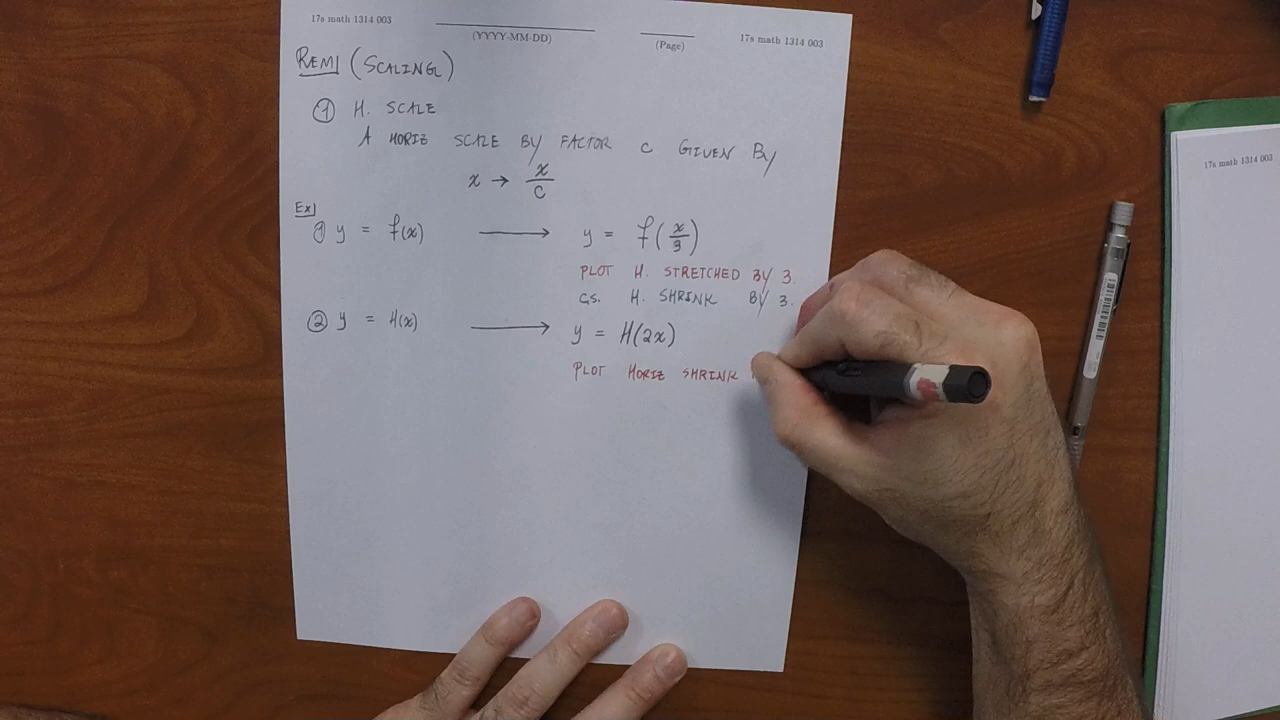 17s math 1314 003
(YYYY-MM-DD)
(Page)
17s math 1314 003
REM (SCALING)
① H. SCALE
A HORIZ SCALE BY FACTOR C GIVEN BY
x → x/C
Ex
① y = f(x) → y = f(x/3)
PLOT H. STRETCHED BY 3.
CS. H. SHRINK BY 3.
② y = H(x) → y = H(2x)
PLOT HORIZ SHRINK
17s math 1314 003